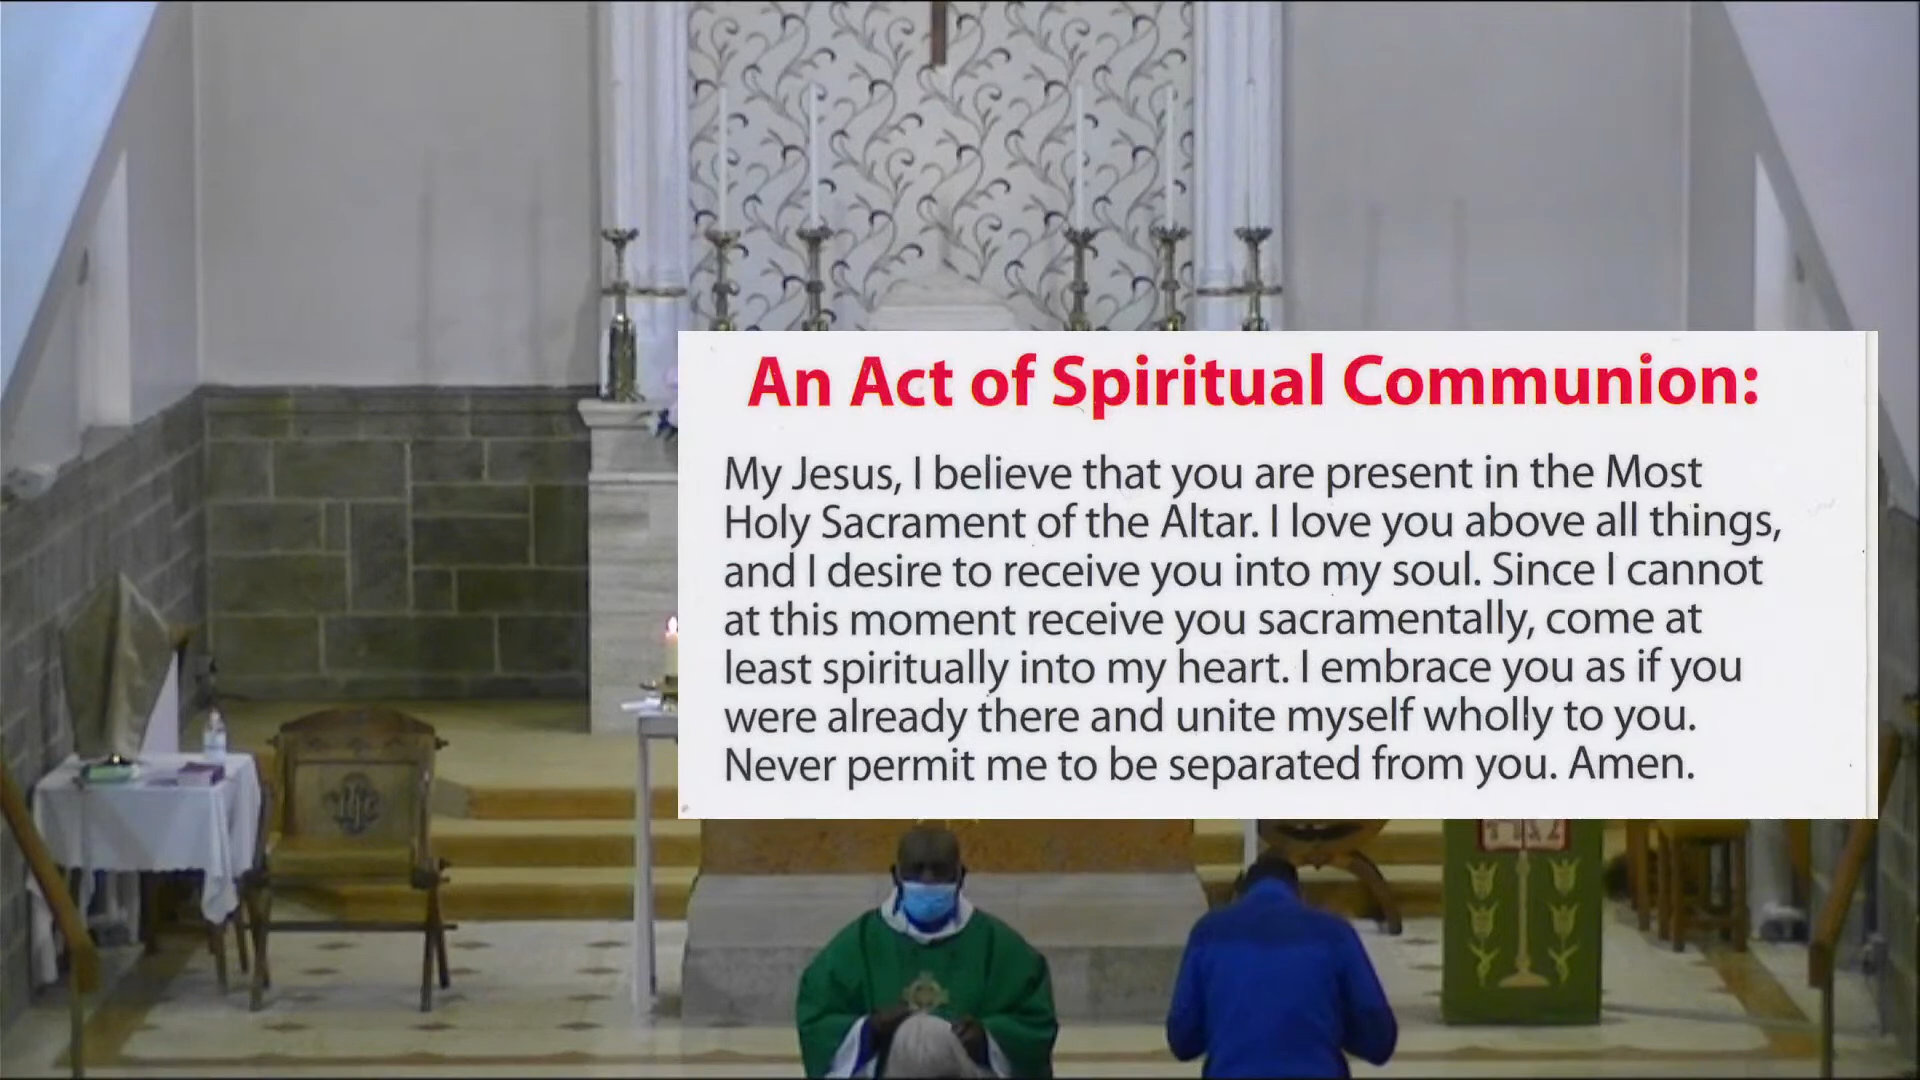 An Act of Spiritual Communion:
My Jesus, I believe that you are present in the Most
Holy Sacrament of the Altar. I love you above all things,
and I desire to receive you into my soul. Since I cannot
at this moment receive you sacramentally, come at
least spiritually into my heart. I embrace you as if you
were already there and unite myself wholly to you.
Never permit me to be separated from you. Amen.